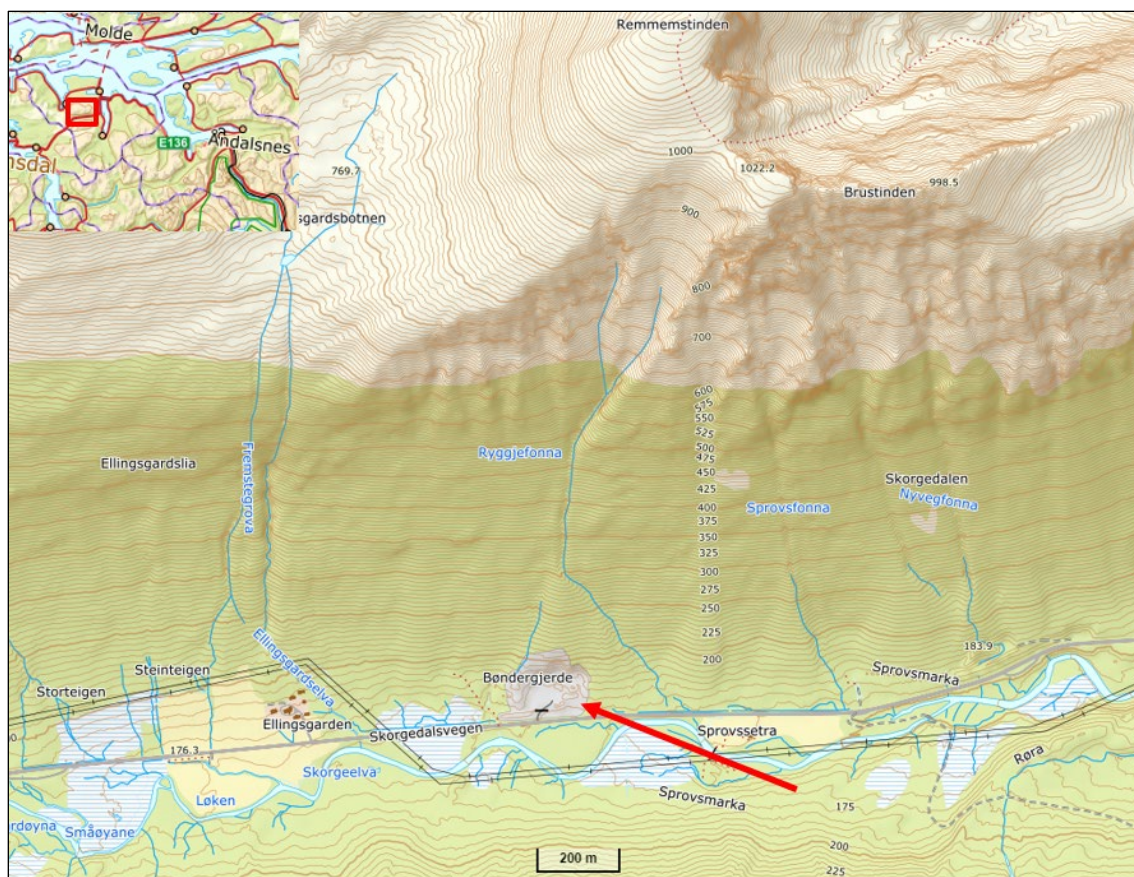 Molde
E136
Åndalsnes
nsdal
Remmemstinden
1000
1022.2
998.5
Brustinden
769.7
sgardsbotnen
900
800
700
600
575
550
525
500
475
450
425
400
375
350
325
300
275
250
225
200
Ellingsgardslia
Fremstegrova
Ryggjefonna
Sprovsfonna
Skorgedalen
Nyvegfonna
183.9
Sprovsmarka
Steinteigen
Storteigen
Ellingsgardselva
Bøndergjerde
Ellingsgarden
Skorgedalsvegen
Sprovssetra
176.3
Skorgeelva
Røra
Løken
Sprovsmarka
175
Småøyane
200
225
200 m